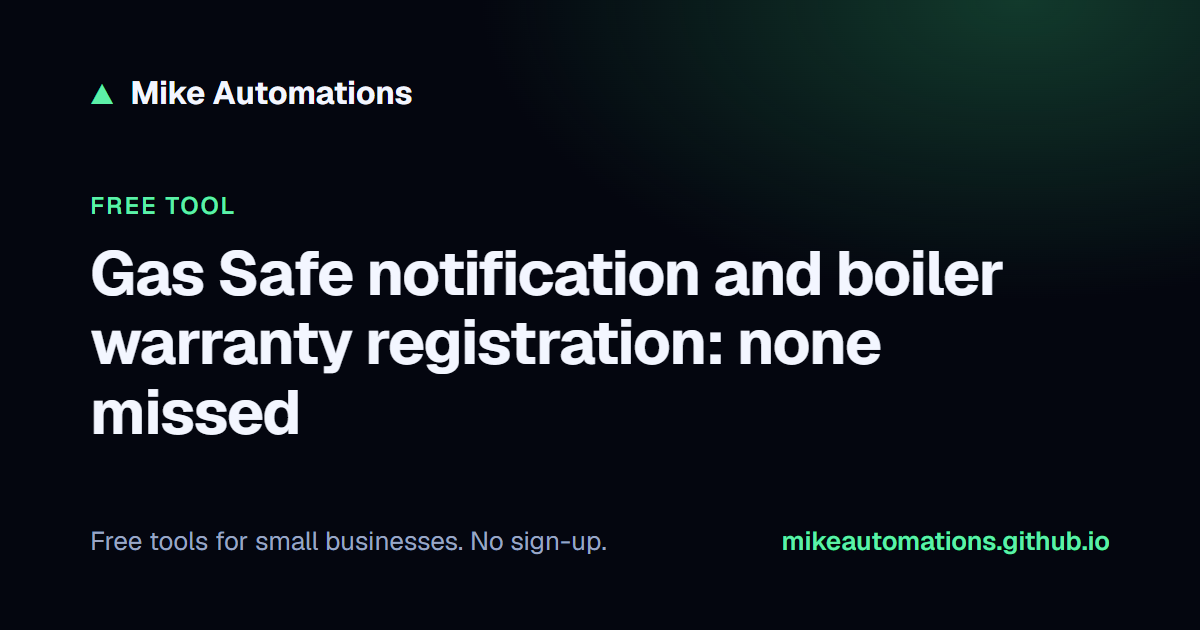 Mike Automations
FREE TOOL
Gas Safe notification and boiler
warranty registration: none
missed
Free tools for small businesses. No sign-up.
mikeautomations.github.io